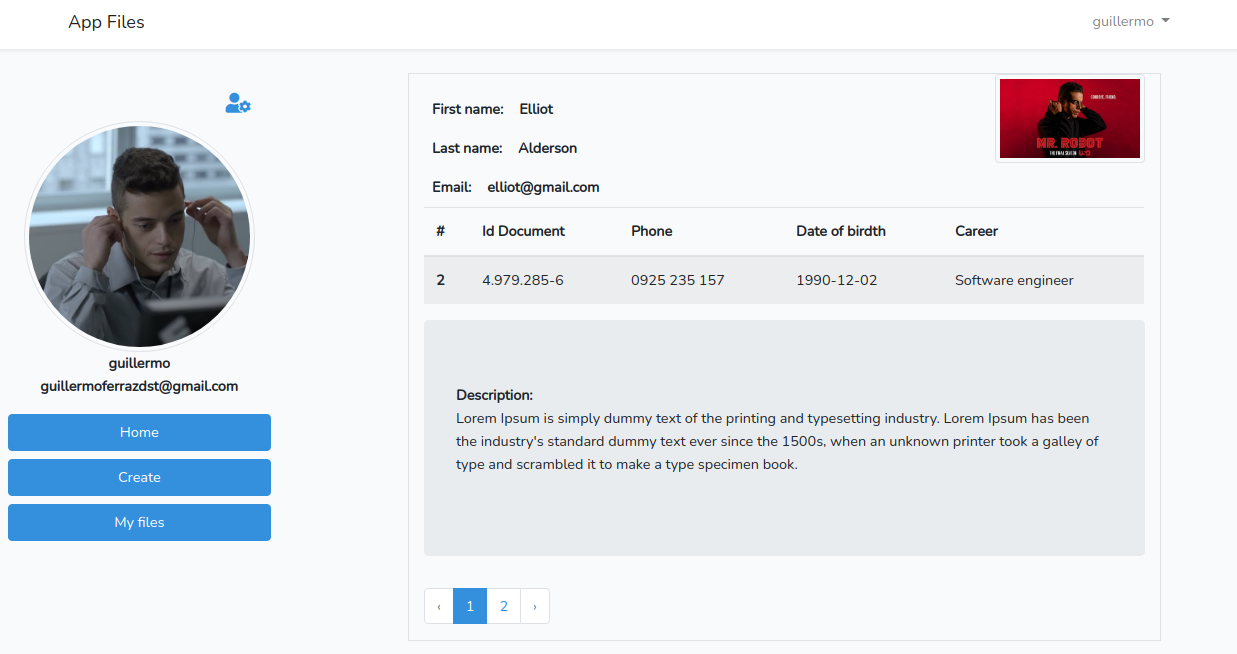 App Files
guillermo
First name: Elliot
Last name: Alderson
Email: elliot@gmail.com
MR. ROBOT
# Id Document Phone Date of birdth Career
2 4.979.285-6 0925 235 157 1990-12-02 Software engineer
guillermo
guillermoferrazdst@gmail.com
Home
Create
My files
Description:
Lorem Ipsum is simply dummy text of the printing and typesetting industry. Lorem Ipsum has been
the industry's standard dummy text ever since the 1500s, when an unknown printer took a galley of
type and scrambled it to make a type specimen book.
‹ 1 2 ›